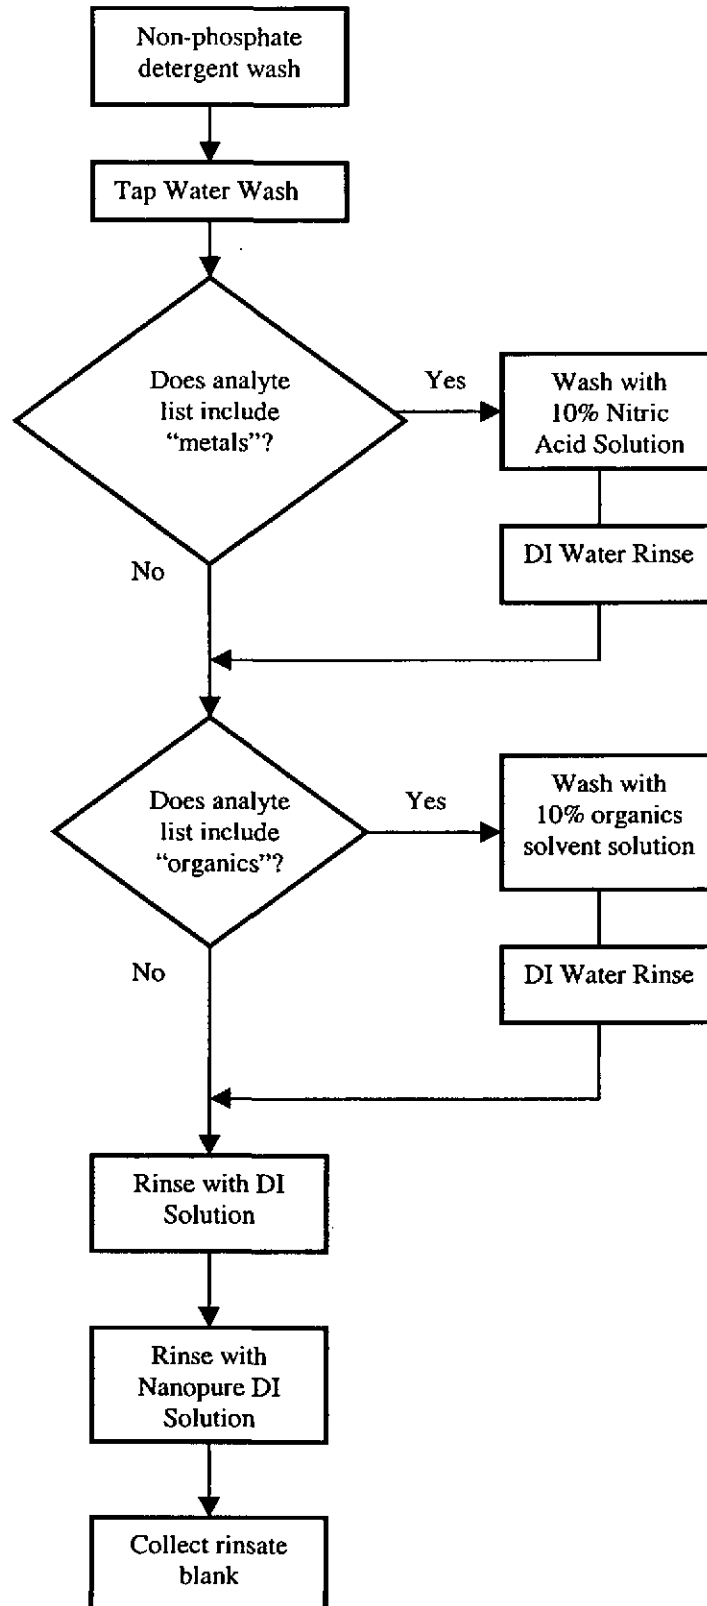 Non-phosphate
detergent wash
Tap Water Wash
Does analyte
list include
“metals”?
Yes
Wash with
10% Nitric
Acid Solution
DI Water Rinse
No
Does analyte
list include
“organics”?
Yes
Wash with
10% organics
solvent solution
DI Water Rinse
No
Rinse with DI
Solution
Rinse with
Nanopure DI
Solution
Collect rinsate
blank